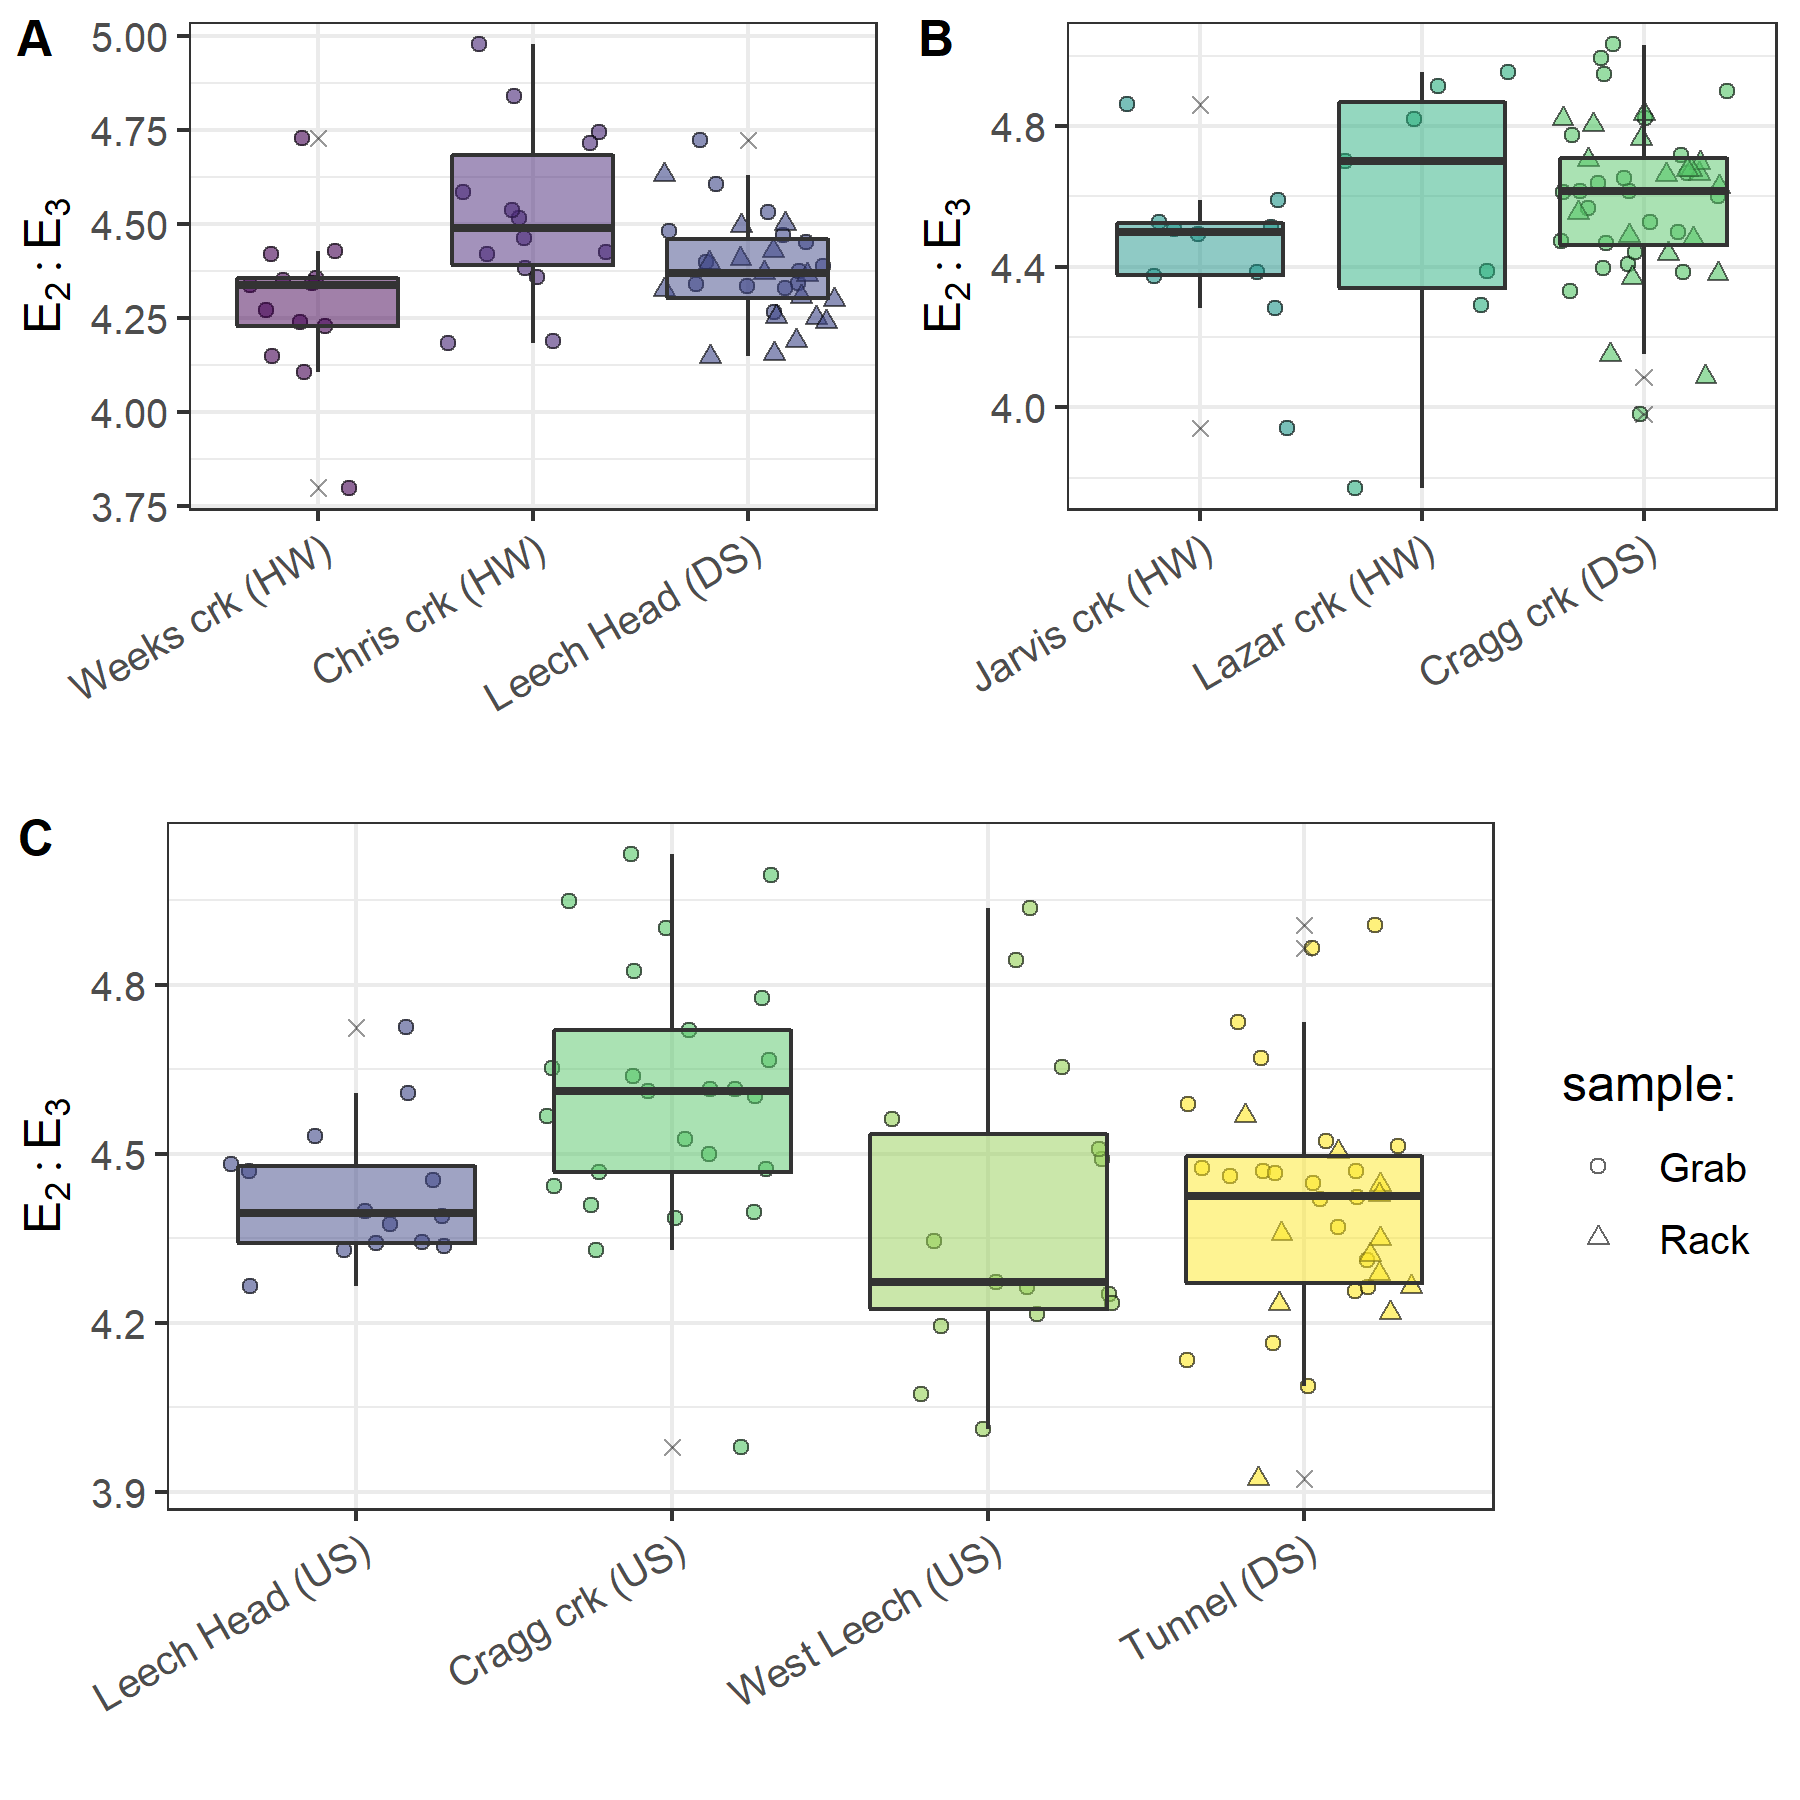 A
E2 : E3
5.00
4.75
4.50
4.25
4.00
3.75
Weeks crk (HW)
Chris crk (HW)
Leech Head (DS)
B
E2 : E3
4.8
4.4
4.0
Jarvis crk (HW)
Lazar crk (HW)
Cragg crk (DS)
C
E2 : E3
4.8
4.5
4.2
3.9
Leech Head (US)
Cragg crk (US)
West Leech (US)
Tunnel (DS)
sample:
Grab
Rack